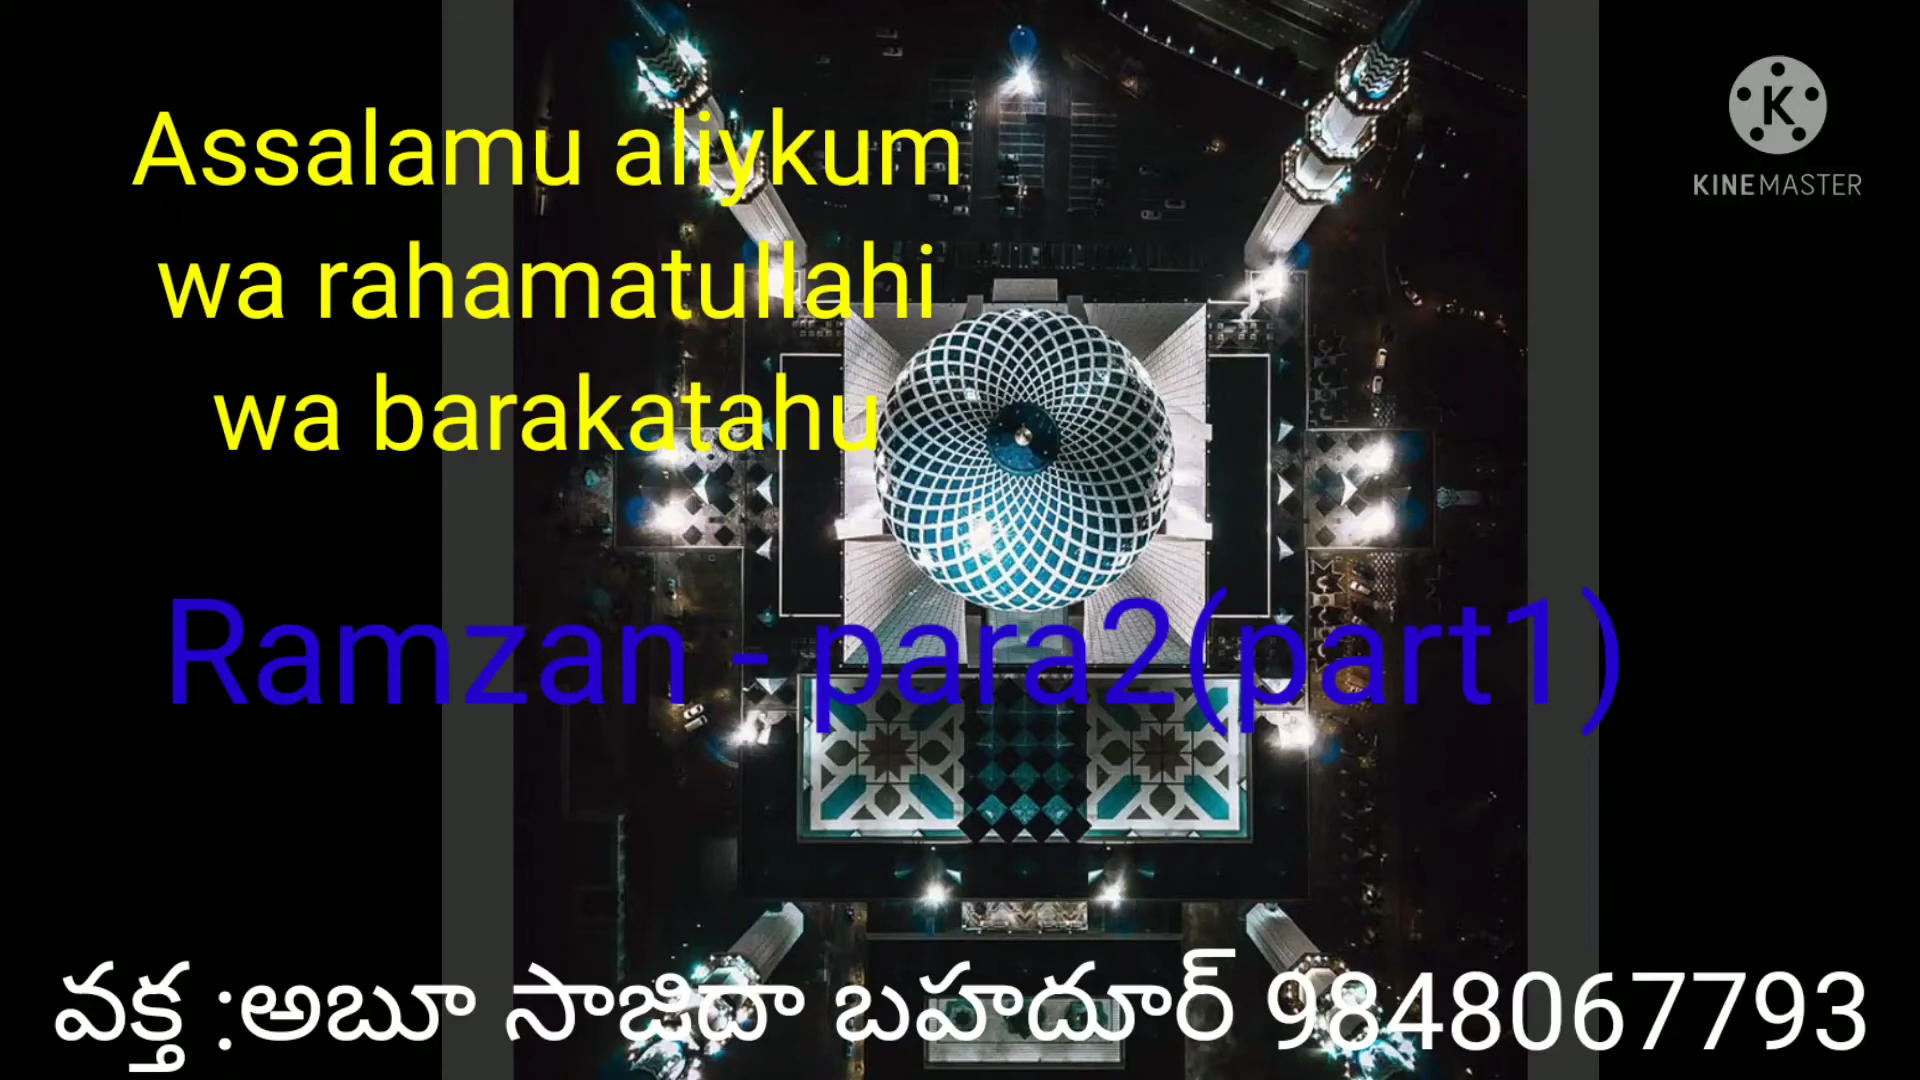 Assalamu aliykum
wa rahamatullahi
wa barakatahu
KINEMASTER
Ramzan - para2(part1)
వక్త :అబూ సాజిదా బహదూర్ 9848067793